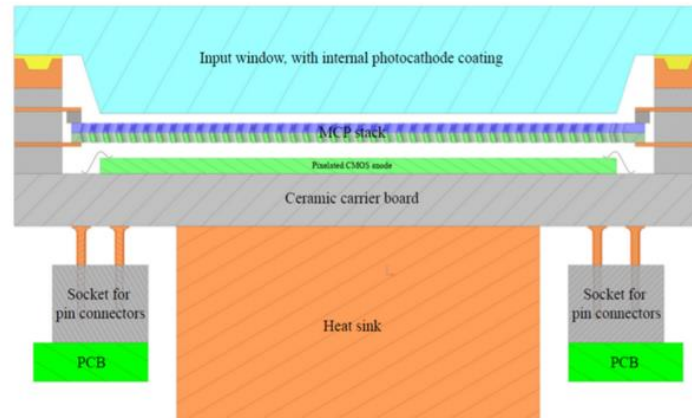 Input window, with internal photocathode coating
MCP stack
Pixelated CMOS anode
Ceramic carrier board
Socket for
pin connectors
Heat sink
Socket for
pin connectors
PCB
PCB